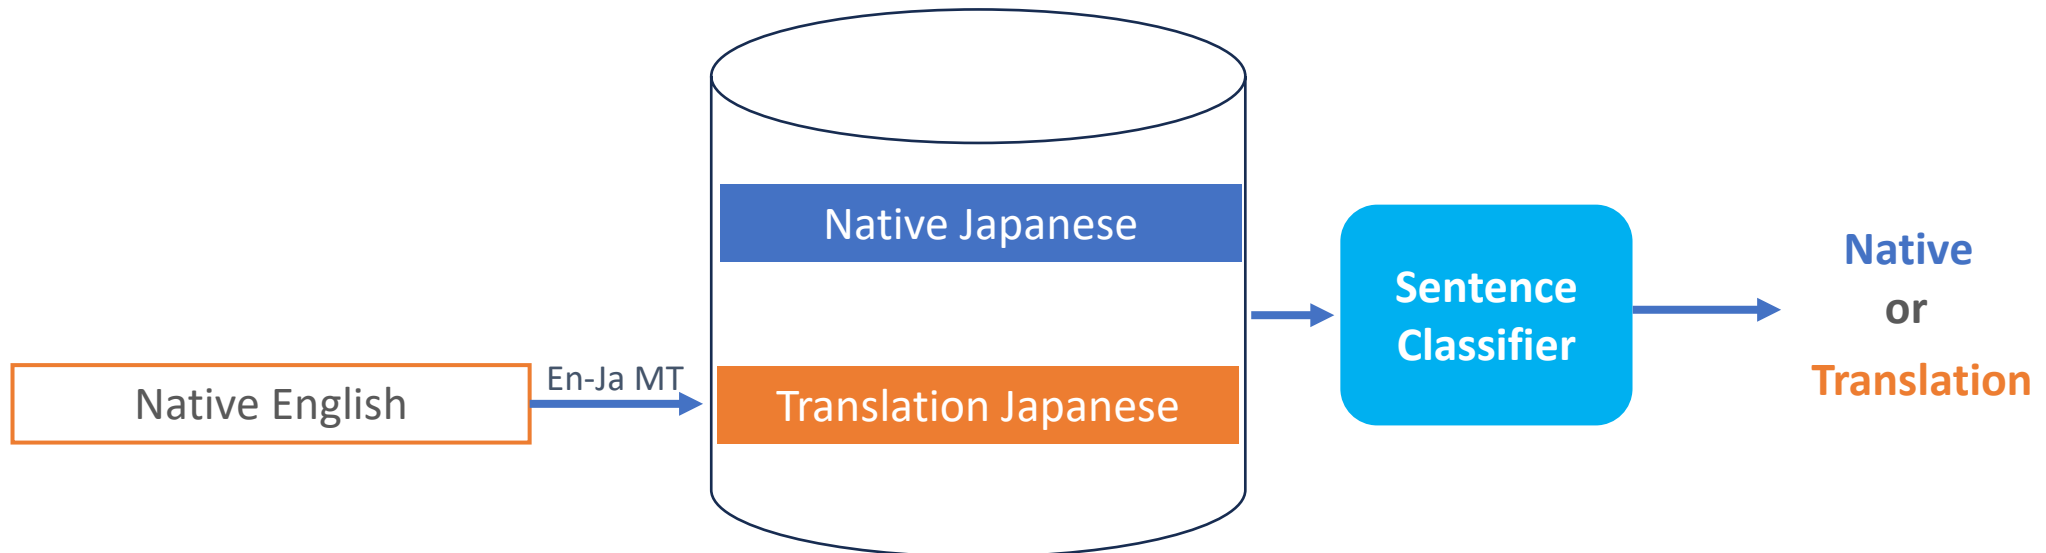 Native English
En-Ja MT
Native Japanese
Translation Japanese
Sentence
Classifier
Native
or
Translation